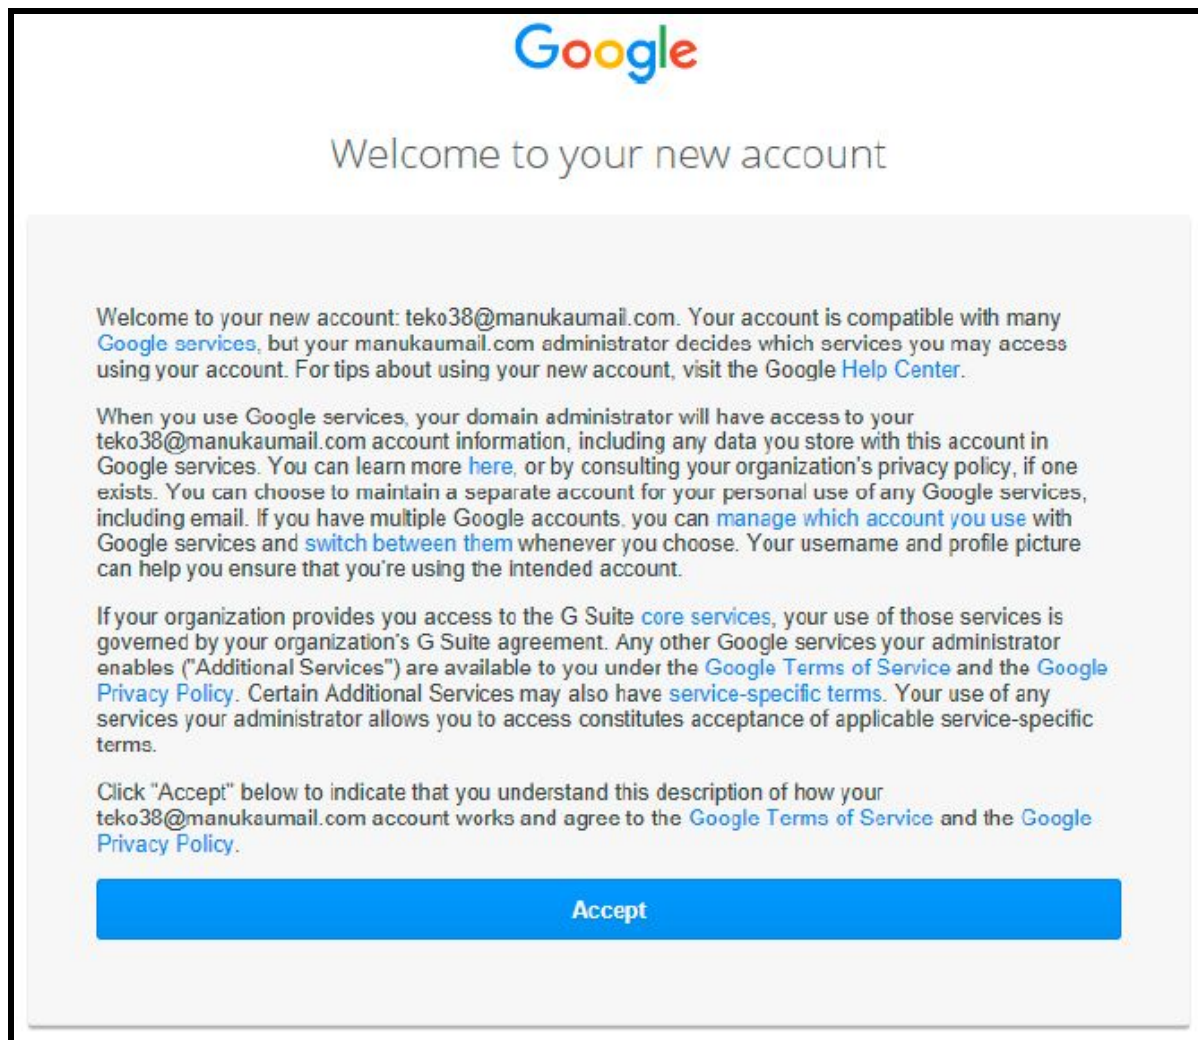 Google
Welcome to your new account
Welcome to your new account: teko38@manukaumail.com. Your account is compatible with many
Google services, but your manukaumail.com administrator decides which services you may access
using your account. For tips about using your new account, visit the Google Help Center.
When you use Google services, your domain administrator will have access to your
teko38@manukaumail.com account information, including any data you store with this account in
Google services. You can learn more here, or by consulting your organization's privacy policy, if one
exists. You can choose to maintain a separate account for your personal use of any Google services,
including email. If you have multiple Google accounts, you can manage which account you use with
Google services and switch between them whenever you choose. Your username and profile picture
can help you ensure that you're using the intended account.
If your organization provides you access to the G Suite core services, your use of those services is
governed by your organization's G Suite agreement. Any other Google services your administrator
enables ("Additional Services") are available to you under the Google Terms of Service and the Google
Privacy Policy. Certain Additional Services may also have service-specific terms. Your use of any
services your administrator allows you to access constitutes acceptance of applicable service-specific
terms.
Click "Accept" below to indicate that you understand this description of how your
teko38@manukaumail.com account works and agree to the Google Terms of Service and the Google
Privacy Policy.
Accept